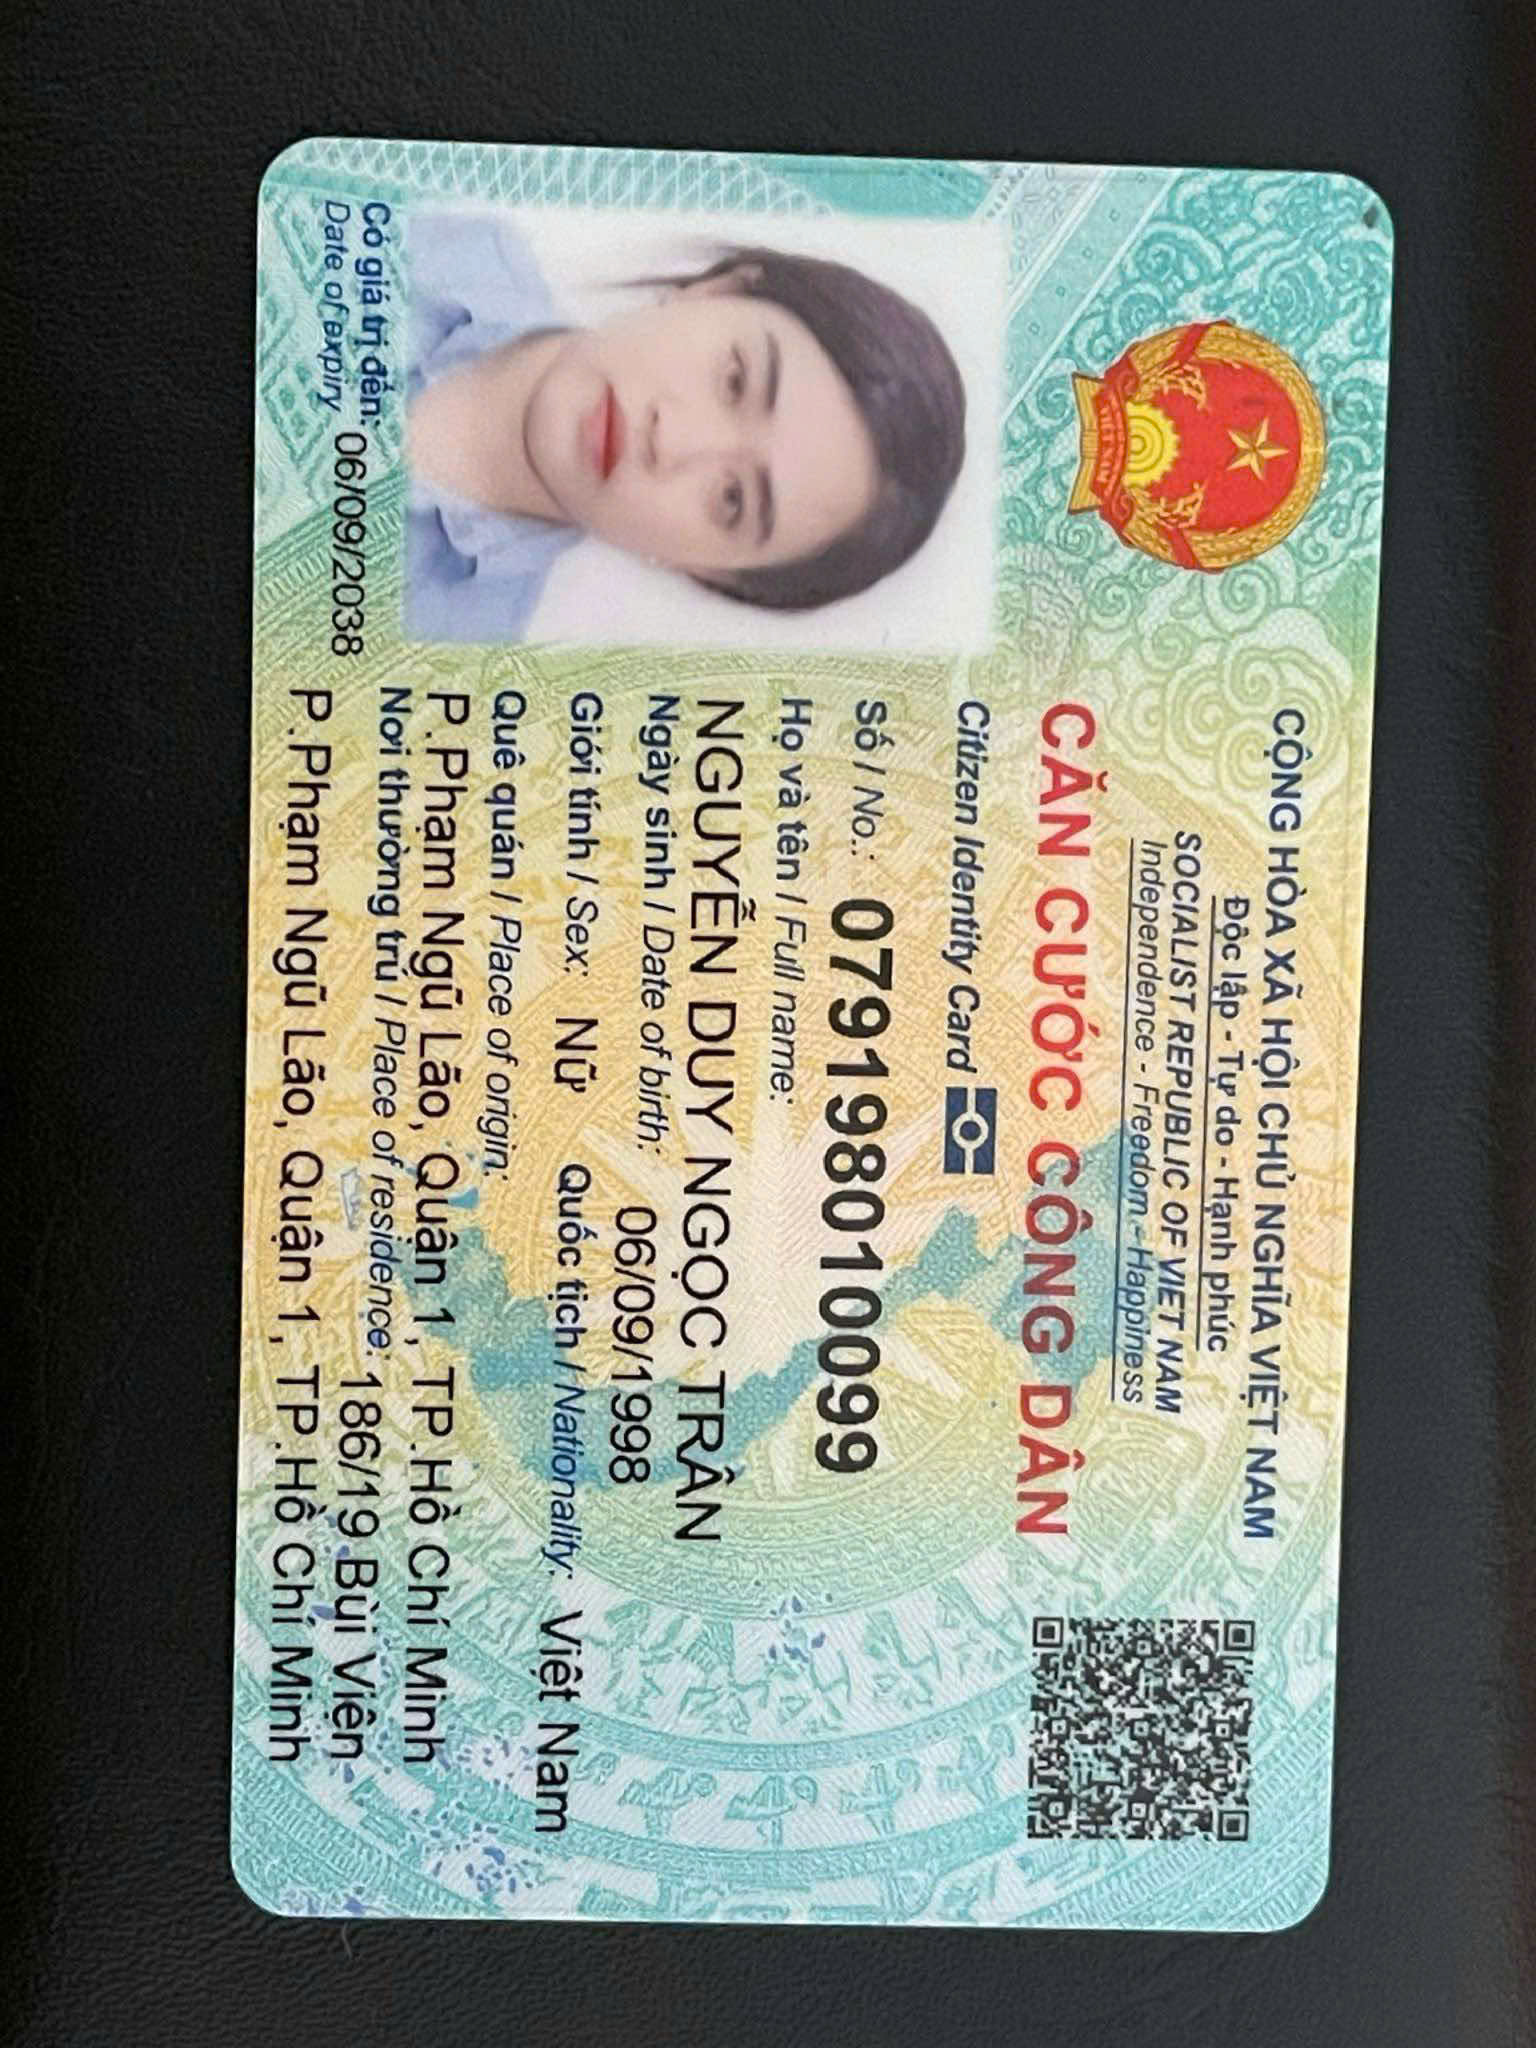 CỘNG HÒA XÃ HỘI CHỦ NGHĨA VIỆT NAM
Độc lập - Tự do - Hạnh phúc
SOCIALIST REPUBLIC OF VIET NAM
Independence - Freedom - Happiness
CĂN CƯỚC CÔNG DÂN
Citizen Identity Card
Số / No.: 079198010099
Họ và tên / Full name:
NGUYỄN DUY NGỌC TRÂN
Ngày sinh / Date of birth: 06/09/1998
Giới tính / Sex: Nữ Quốc tịch / Nationality: Việt Nam
Quê quán / Place of origin:
P.Phạm Ngũ Lão, Quận 1, TP.Hồ Chí Minh
Nơi thường trú / Place of residence: 186/19 Bùi Viện
P.Phạm Ngũ Lão, Quận 1, TP.Hồ Chí Minh
Có giá trị đến: 06/09/2038
Date of expiry